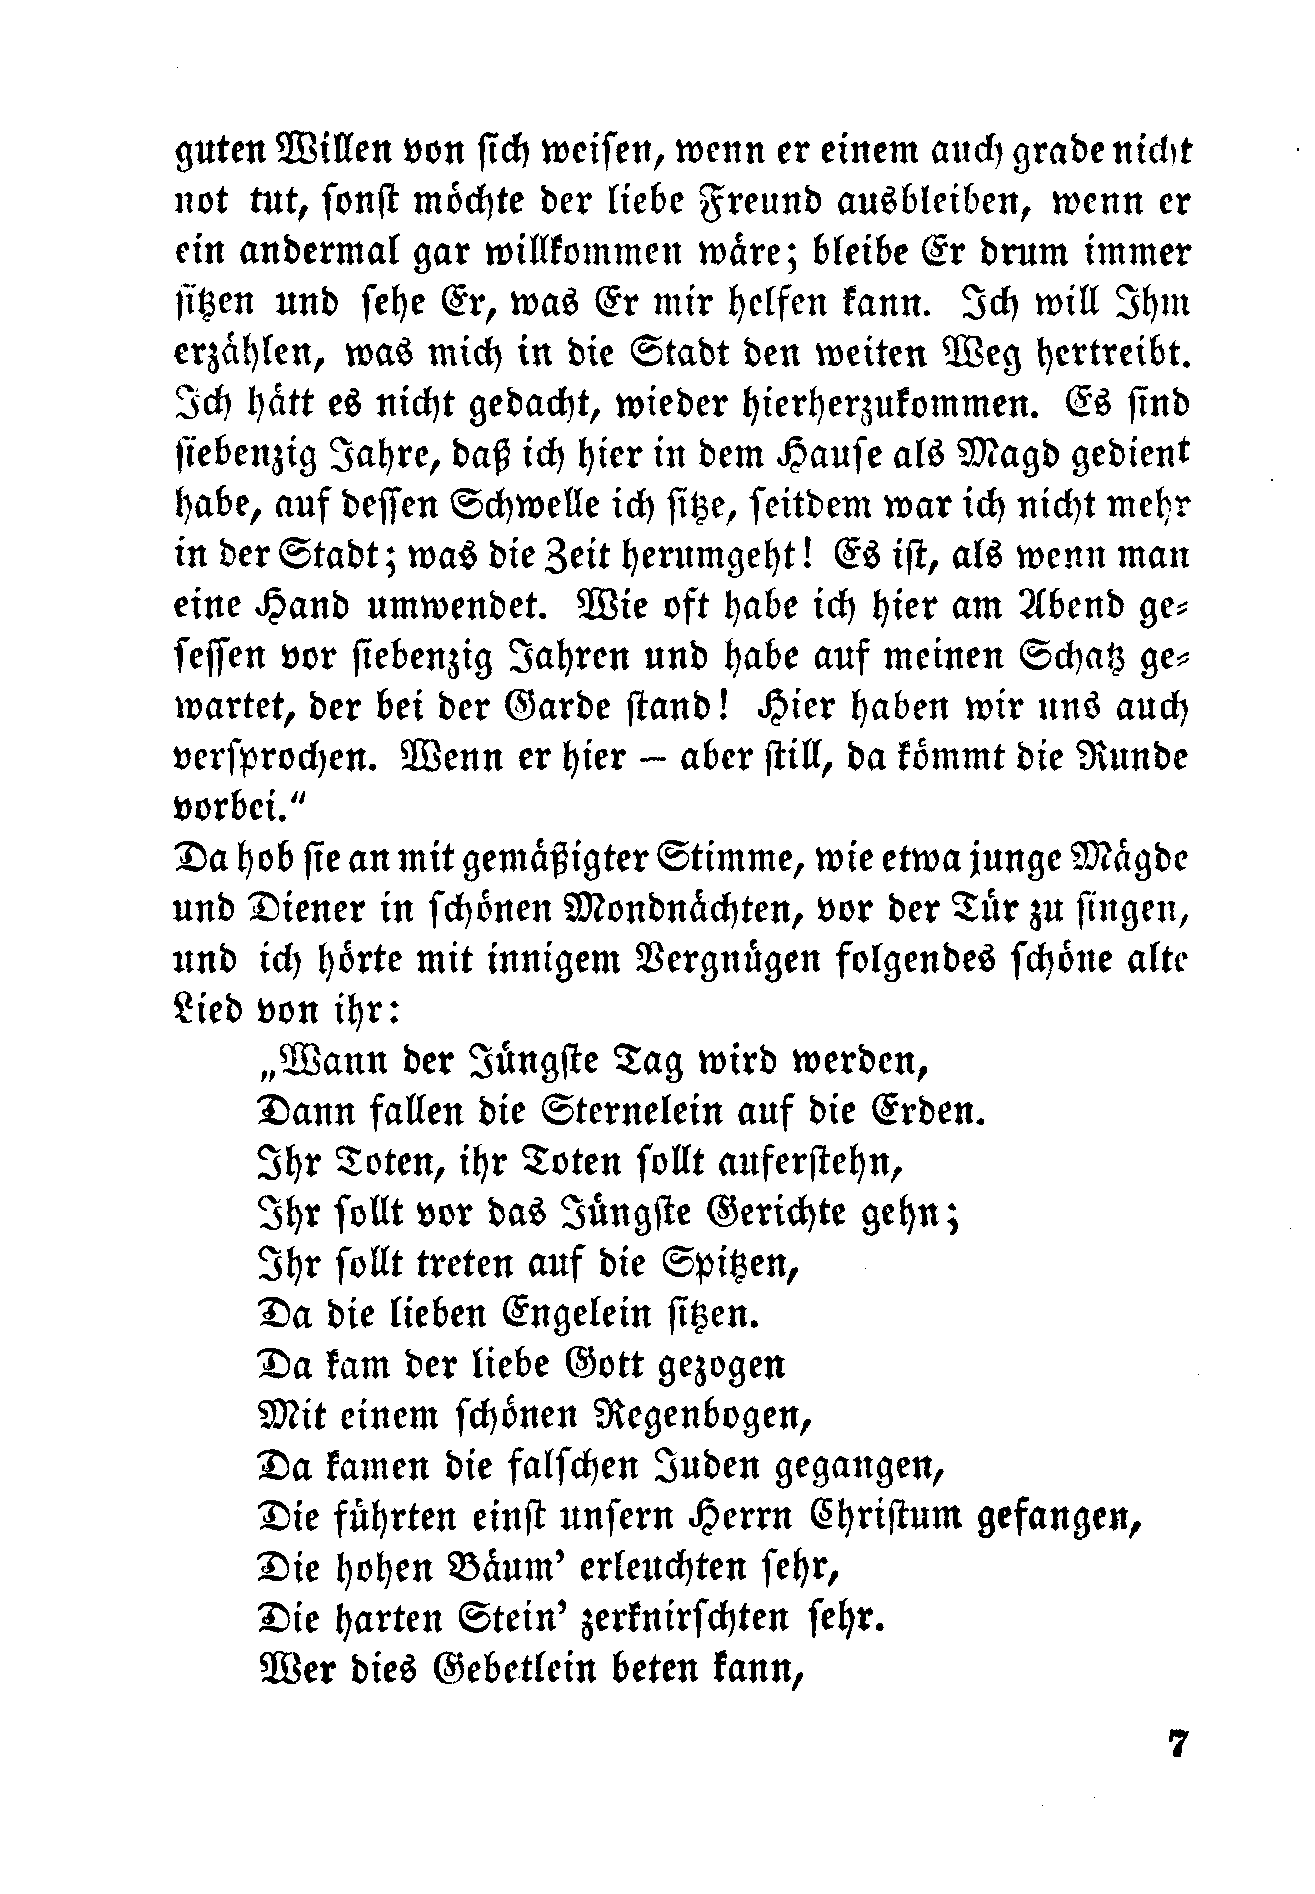 guten Willen von sich weisen, wenn er einem auch grade nicht
not tut, sonst möchte der liebe Freund ausbleiben, wenn er
ein andermal gar willkommen wäre; bleibe Er drum immer
sitzen und sehe Er, was Er mir helfen kann. Ich will Ihm
erzählen, was mich in die Stadt den weiten Weg hertreibt.
Ich hätt es nicht gedacht, wieder hierherzukommen. Es sind
siebenzig Jahre, daß ich hier in dem Hause als Magd gedient
habe, auf dessen Schwelle ich sitze, seitdem war ich nicht mehr
in der Stadt; was die Zeit herumgeht! Es ist, als wenn man
eine Hand umwendet. Wie oft habe ich hier am Abend ge-
sessen vor siebenzig Jahren und habe auf meinen Schatz ge-
wartet, der bei der Garde stand! Hier haben wir uns auch
versprochen. Wenn er hier – aber still, da kömmt die Runde
vorbei.“
Da hob sie an mit gemäßigter Stimme, wie etwa junge Mägde
und Diener in schönen Mondnächten, vor der Tür zu singen,
und ich hörte mit innigem Vergnügen folgendes schöne alte
Lied von ihr:
„Wann der Jüngste Tag wird werden,
Dann fallen die Sternelein auf die Erden.
Ihr Toten, ihr Toten sollt auferstehn,
Ihr sollt vor das Jüngste Gerichte gehn;
Ihr sollt treten auf die Spitzen,
Da die lieben Engelein sitzen.
Da kam der liebe Gott gezogen
Mit einem schönen Regenbogen,
Da kamen die falschen Juden gegangen,
Die führten einst unsern Herrn Christum gefangen,
Die hohen Bäum' erleuchten sehr,
Die harten Stein' zerknirschten sehr.
Wer dies Gebetlein beten kann,
7